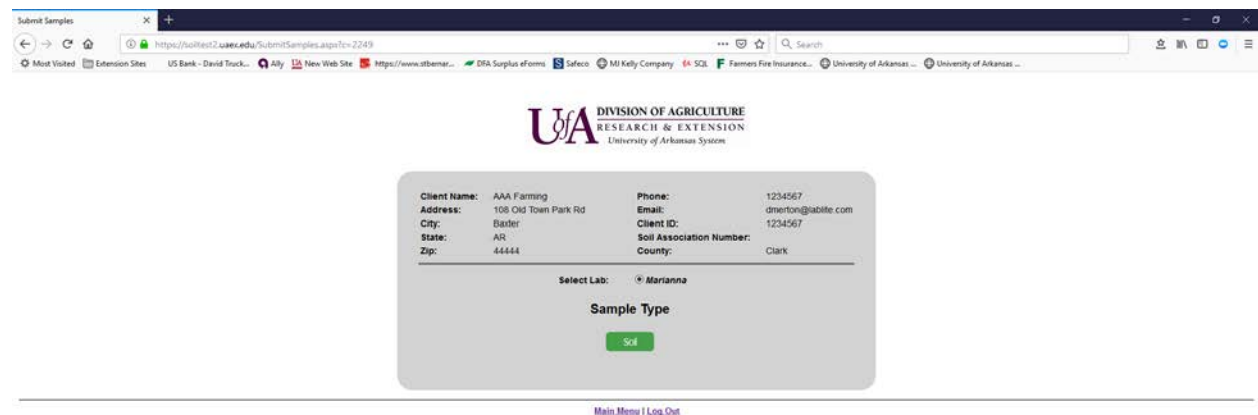 Submit Samples
https://soiltest2.uaex.edu/SubmitSamples.aspx?c=2249
Search
Most Visited Extension Sites US Bank - David Truck... Ally New Web Site https://www.stbernar... DFA Surplus eForms Safeco MJ Kelly Company SQL Farmers Fire Insurance... University of Arkansas ... University of Arkansas ...
UofA DIVISION OF AGRICULTURE
RESEARCH & EXTENSION
University of Arkansas System
Client Name: AAA Farming Phone: 1234567
Address: 108 Old Town Park Rd Email: dmerton@lablite.com
City: Baxter Client ID: 1234567
State: AR Soil Association Number:
Zip: 44444 County: Clark
Select Lab: Marianna
Sample Type
Soil
Main Menu | Log Out